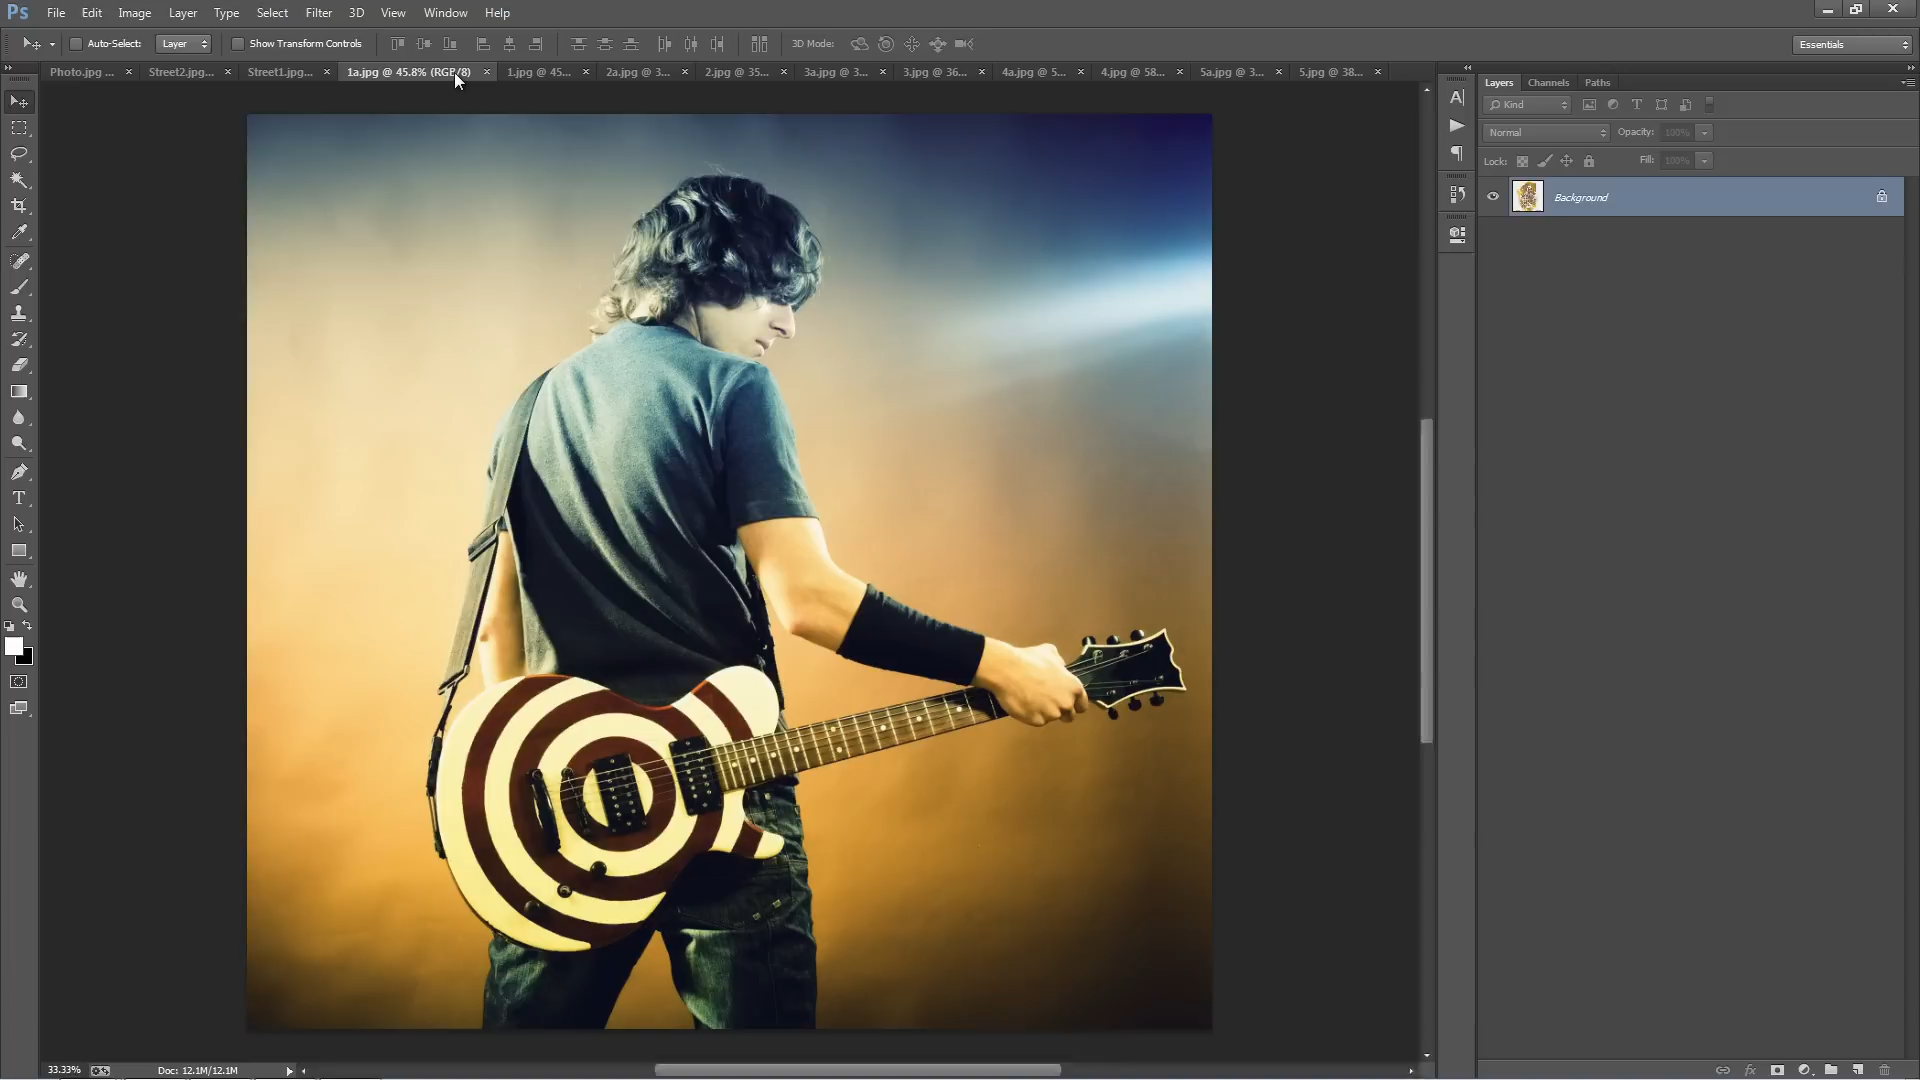 Ps File Edit Image Layer Type Select Filter 3D View Window Help
Auto-Select: Layer Show Transform Controls 3D Mode: Essentials
Photo.jpg ... × Street2.jpg... × Street1.jpg... × 1a.jpg @ 45.8% (RGB/8) × 1.jpg @ 45... × 2a.jpg @ 3... × 2.jpg @ 35... × 3a.jpg @ 3... × 3.jpg @ 36... × 4a.jpg @ 5... × 4.jpg @ 58... × 5a.jpg @ 3... × 5.jpg @ 38... ×
Layers Channels Paths
Kind
Normal Opacity: 100%
Lock: Fill: 100%
Background
33.33% Doc: 12.1M/12.1M